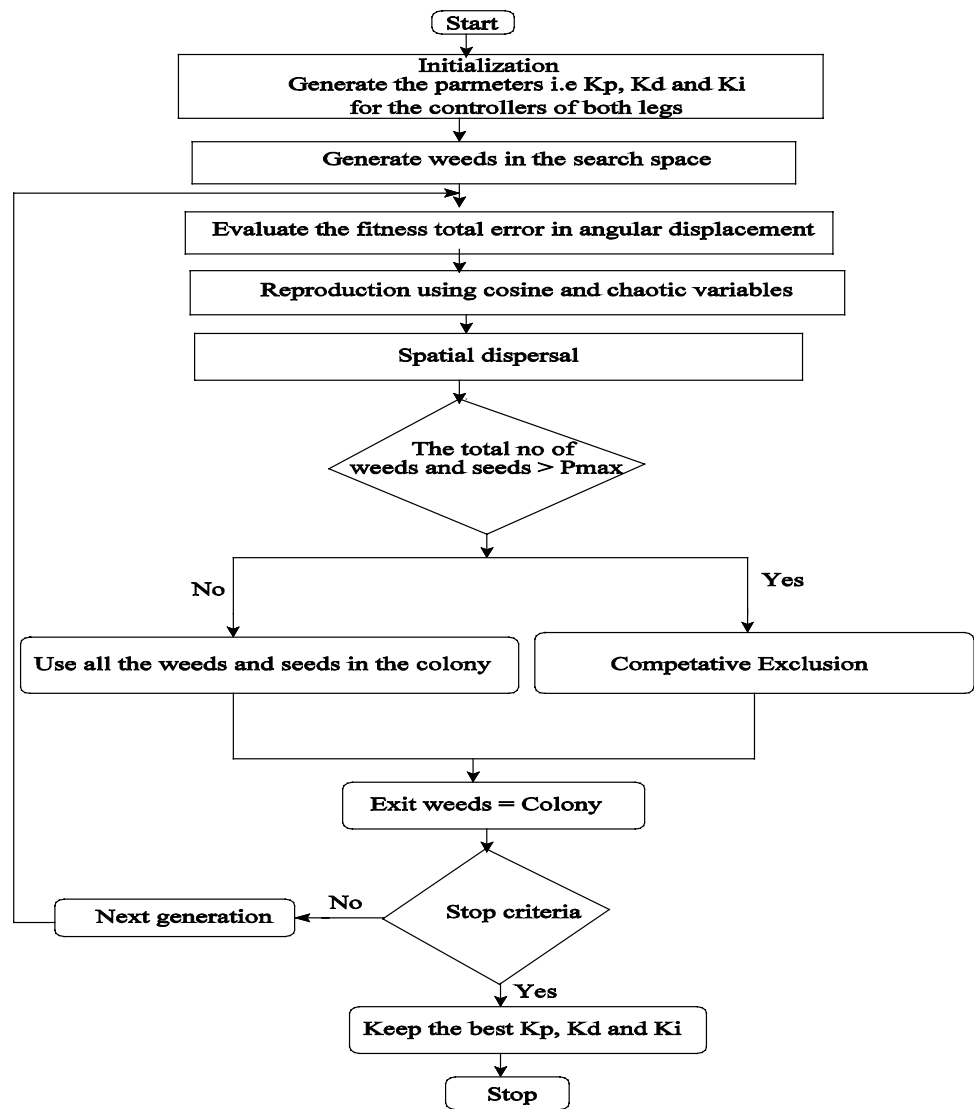 Start
Initialization
Generate the parmeters i.e Kp, Kd and Ki
for the controllers of both legs
Generate weeds in the search space
Evaluate the fitness total error in angular displacement
Reproduction using cosine and chaotic variables
Spatial dispersal
The total no of
weeds and seeds > Pmax
No
Yes
Use all the weeds and seeds in the colony
Competative Exclusion
Exit weeds = Colony
Stop criteria
No
Next generation
Yes
Keep the best Kp, Kd and Ki
Stop